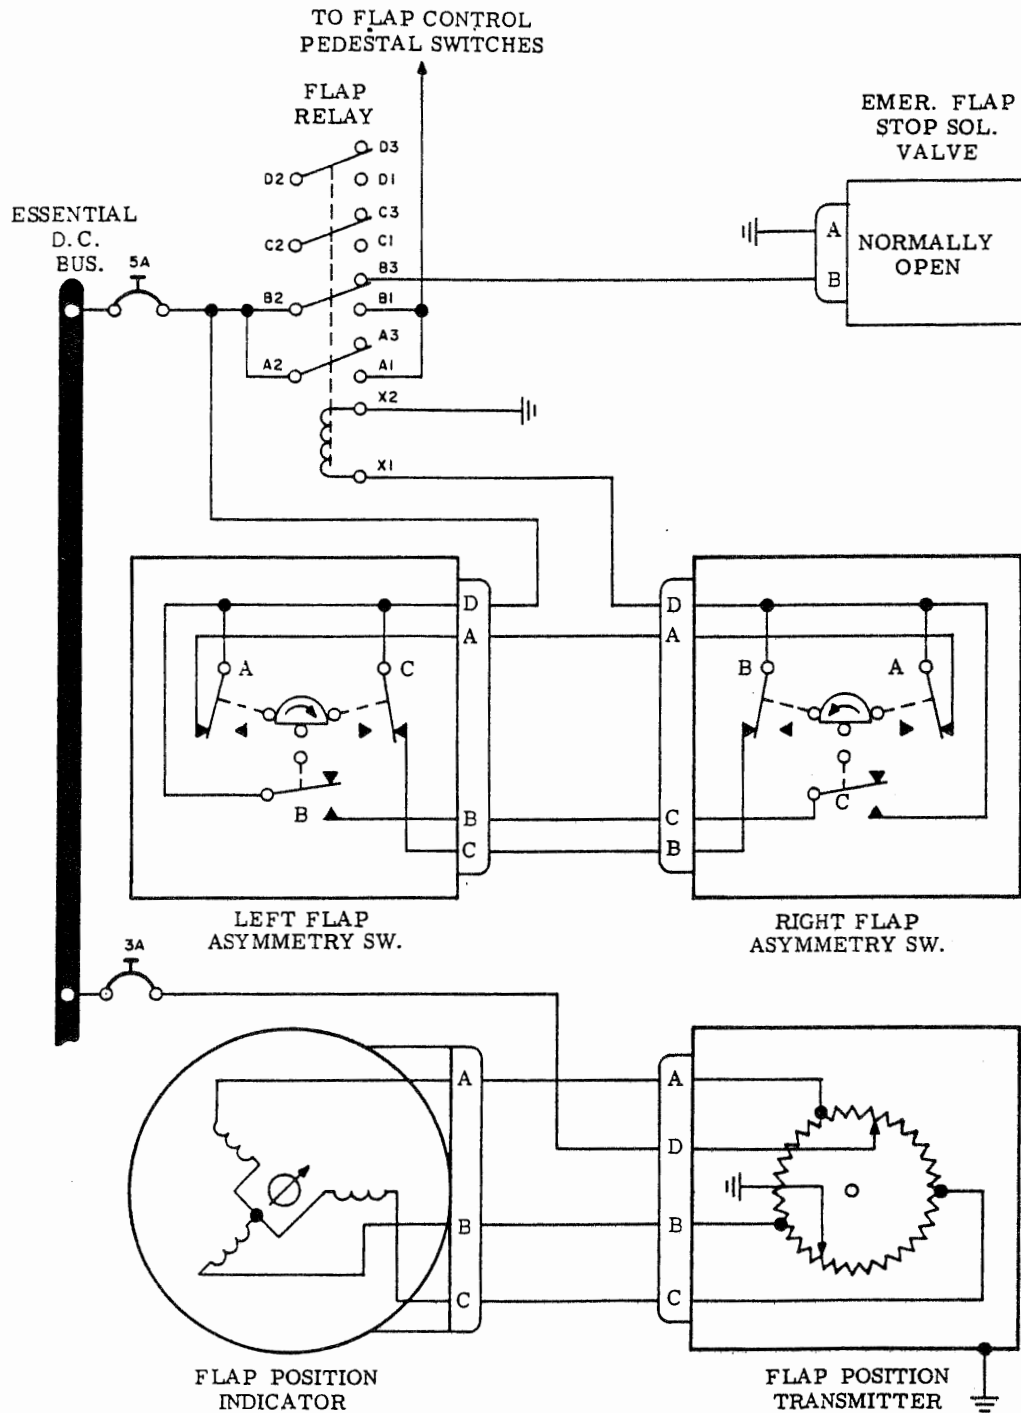 TO FLAP CONTROL
PEDESTAL SWITCHES
FLAP
RELAY
EMER. FLAP
STOP SOL.
VALVE
D3
D2
D1
C3
C2
C1
ESSENTIAL
D.C.
BUS.
5A
B3
B2
B1
A3
A2
A1
X2
X1
A
B
NORMALLY
OPEN
D
A
A
C
B
B
C
LEFT FLAP
ASYMMETRY SW.
D
A
B
A
C
C
B
RIGHT FLAP
ASYMMETRY SW.
3A
A
B
C
FLAP POSITION
INDICATOR
A
D
B
C
FLAP POSITION
TRANSMITTER